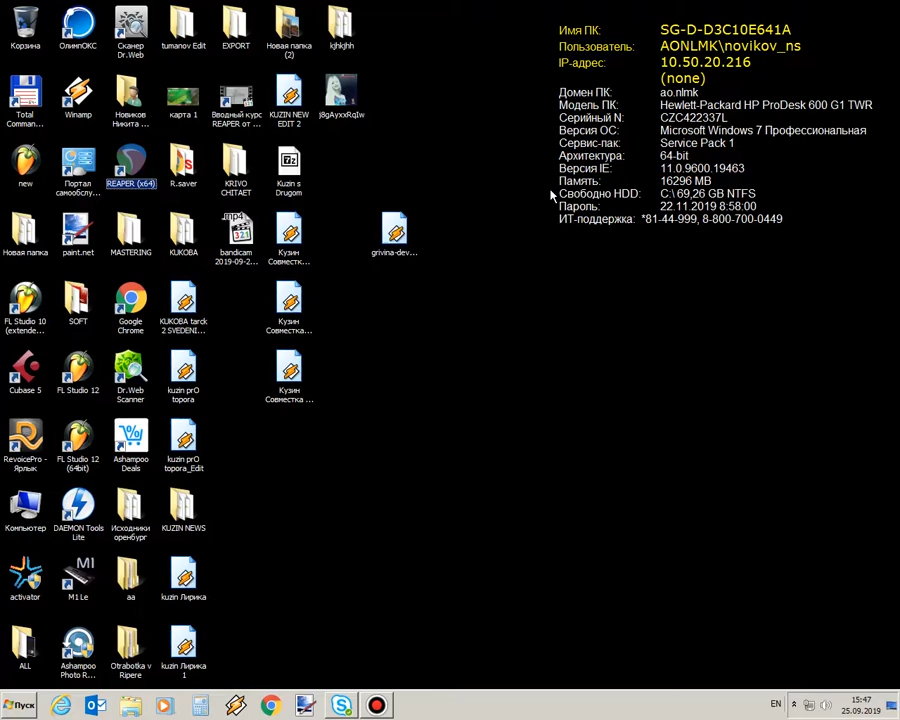 Имя ПК: SG-D-D3C10E641A
Пользователь: AONLMK\novikov_ns
IP-адрес: 10.50.20.216
(none)
Домен ПК: ao.nlmk
Модель ПК: Hewlett-Packard HP ProDesk 600 G1 TWR
Серийный N: CZC422337L
Версия ОС: Microsoft Windows 7 Профессиональная
Сервис-пак: Service Pack 1
Архитектура: 64-bit
Версия IE: 11.0.9600.19463
Память: 16296 MB
Свободно HDD: C:\ 69,26 GB NTFS
Пароль: 22.11.2019 8:58:00
ИТ-поддержка: *81-44-999, 8-800-700-0449
Корзина
ОлимпОКС
Сканер
Dr.Web
tumanov Edit
EXPORT
Новая папка
(2)
kjhkjhh
Total
Comman...
Winamp
Новиков
Никита ...
карта 1
Вводный курс
REAPER от ...
KUZIN NEW
EDIT 2
j8gAyxxRqIw
new
Портал
самообслу...
REAPER (x64)
R.saver
KRIVO
CHITAET
Kuzin s
Drugom
Новая папка
paint.net
MASTERING
KUKOBA
mp4
321
bandicam
2019-09-2...
Кузин
Совместк...
grivina-dev...
FL Studio 10
(extende...
SOFT
Google
Chrome
KUKOBA tarck
2 SVEDENI...
Кузин
Совместка...
Cubase 5
FL Studio 12
Dr.Web
Scanner
kuzin prO
topora
Кузин
Совместка ...
RevoicePro -
Ярлык
FL Studio 12
(64bit)
Ashampoo
Deals
kuzin prO
topora_Edit
Компьютер
DAEMON Tools
Lite
Исходники
оренбург
KUZIN NEWS
activator
M1
M1 Le
aa
kuzin Лирика
ALL
Ashampoo
Photo R...
Otrabotka v
Ripere
kuzin Лирика
1
Пуск
EN
15:47
25.09.2019